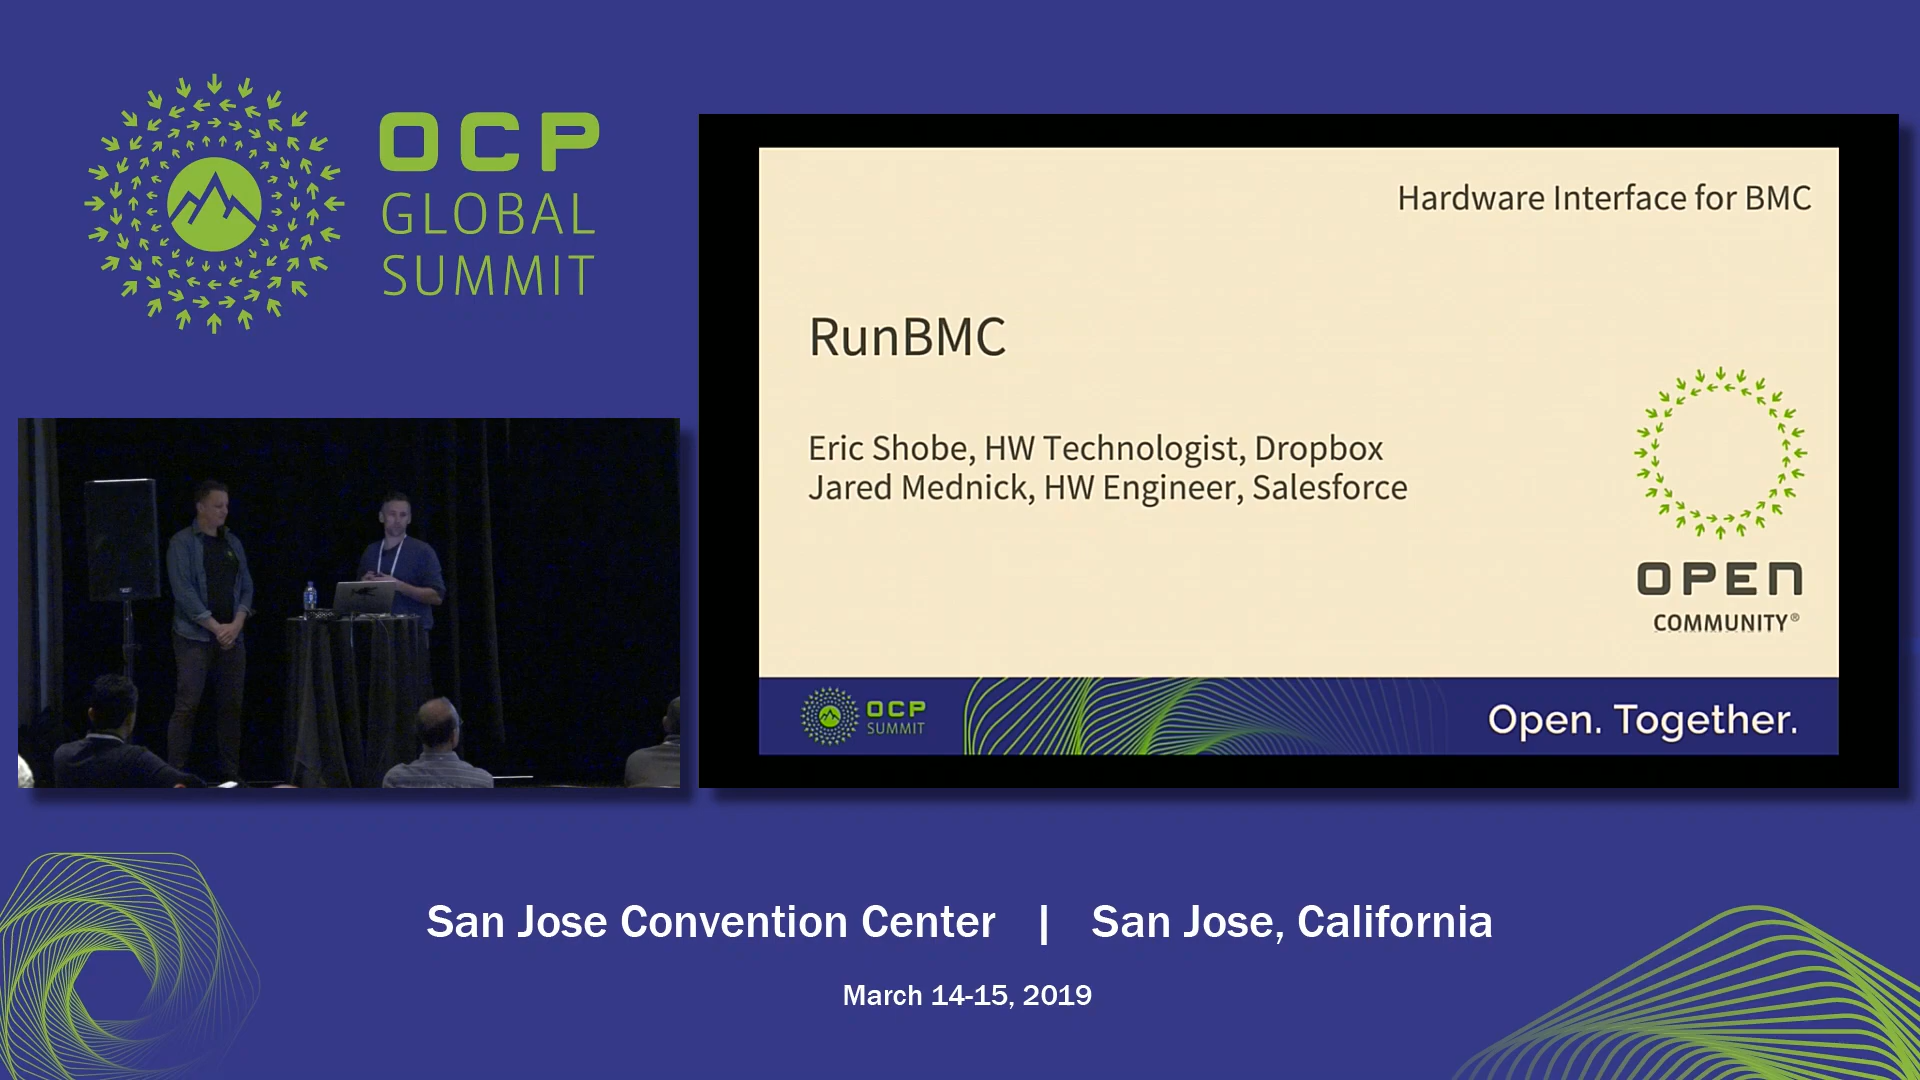 OCP
GLOBAL
SUMMIT
Hardware Interface for BMC
RunBMC
Eric Shobe, HW Technologist, Dropbox
Jared Mednick, HW Engineer, Salesforce
OPEN
COMMUNITY®
OCP
SUMMIT
Open. Together.
San Jose Convention Center | San Jose, California
March 14-15, 2019